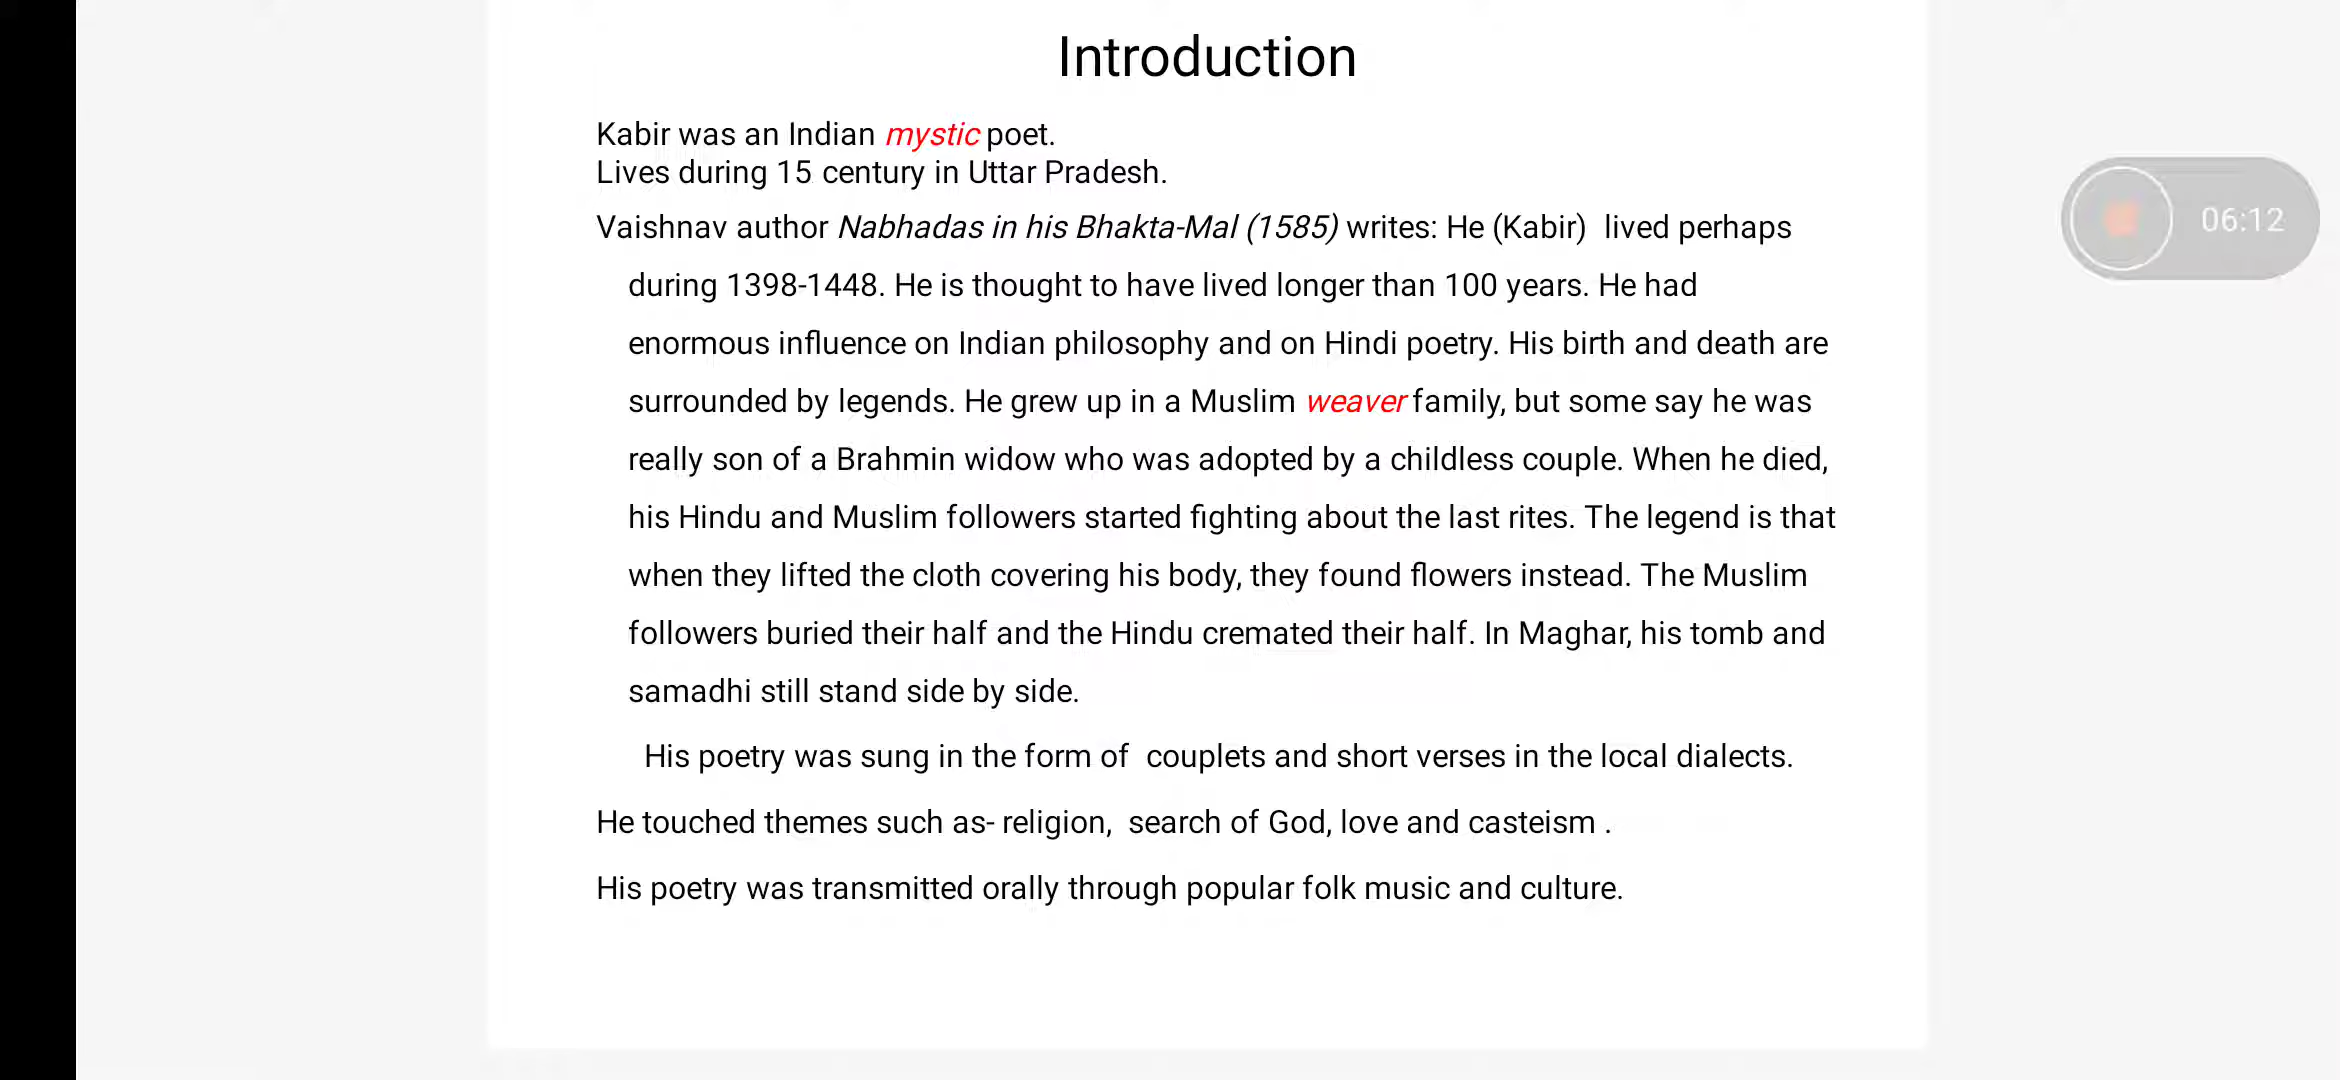 Introduction
Kabir was an Indian mystic poet.
Lives during 15 century in Uttar Pradesh.
Vaishnav author Nabhadas in his Bhakta-Mal (1585) writes: He (Kabir)  lived perhaps
during 1398-1448. He is thought to have lived longer than 100 years. He had
enormous influence on Indian philosophy and on Hindi poetry. His birth and death are
surrounded by legends. He grew up in a Muslim weaver family, but some say he was
really son of a Brahmin widow who was adopted by a childless couple. When he died,
his Hindu and Muslim followers started fighting about the last rites. The legend is that
when they lifted the cloth covering his body, they found flowers instead. The Muslim
followers buried their half and the Hindu cremated their half. In Maghar, his tomb and
samadhi still stand side by side.
His poetry was sung in the form of  couplets and short verses in the local dialects.
He touched themes such as- religion,  search of God, love and casteism .
His poetry was transmitted orally through popular folk music and culture.
06:12